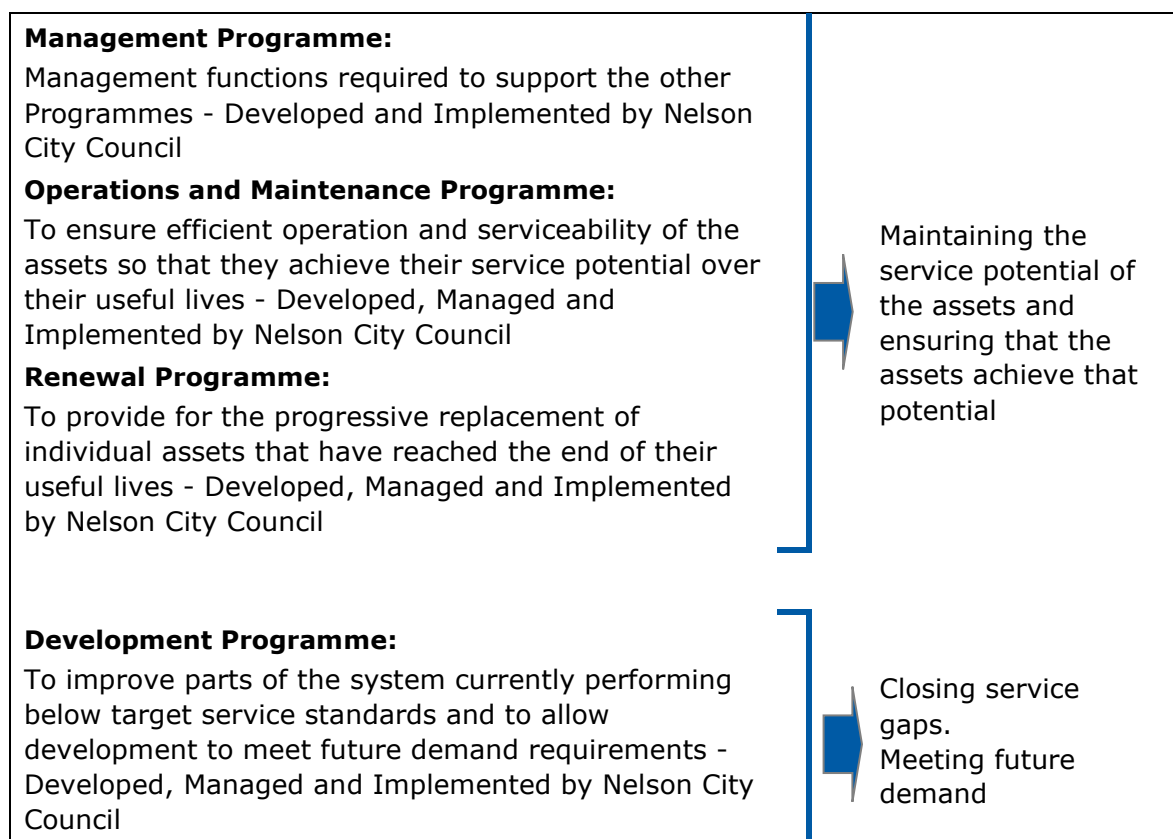 Management Programme:
Management functions required to support the other
Programmes - Developed and Implemented by Nelson
City Council
Operations and Maintenance Programme:
To ensure efficient operation and serviceability of the
assets so that they achieve their service potential over
their useful lives - Developed, Managed and
Implemented by Nelson City Council
Renewal Programme:
To provide for the progressive replacement of
individual assets that have reached the end of their
useful lives - Developed, Managed and Implemented
by Nelson City Council
Maintaining the
service potential of
the assets and
ensuring that the
assets achieve that
potential
Development Programme:
To improve parts of the system currently performing
below target service standards and to allow
development to meet future demand requirements -
Developed, Managed and Implemented by Nelson City
Council
Closing service
gaps.
Meeting future
demand